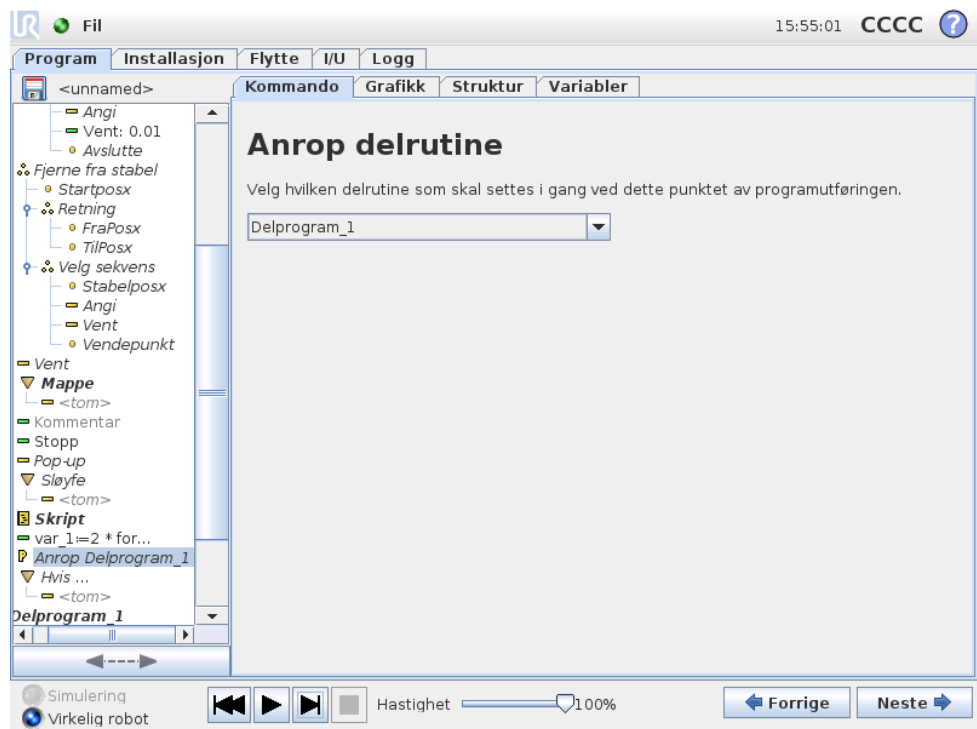 UR Fil 15:55:01 CCCC ?
Program Installasjon Flytte I/U Logg
<unnamed>
Kommando Grafikk Struktur Variabler
Angi
Vent: 0.01
Avslutte
Fjerne fra stabel
Startposx
Retning
FraPosx
TilPosx
Velg sekvens
Stabelposx
Angi
Vent
Vendepunkt
Vent
Mappe
<tom>
Kommentar
Stopp
Pop-up
Sløyfe
<tom>
Skript
var_1:=2 * for...
Anrop Delprogram_1
Hvis ...
<tom>
Delprogram_1
Anrop delrutine
Velg hvilken delrutine som skal settes i gang ved dette punktet av programutføringen.
Delprogram_1
Simulering
Virkelig robot
Hastighet 100%
Forrige Neste